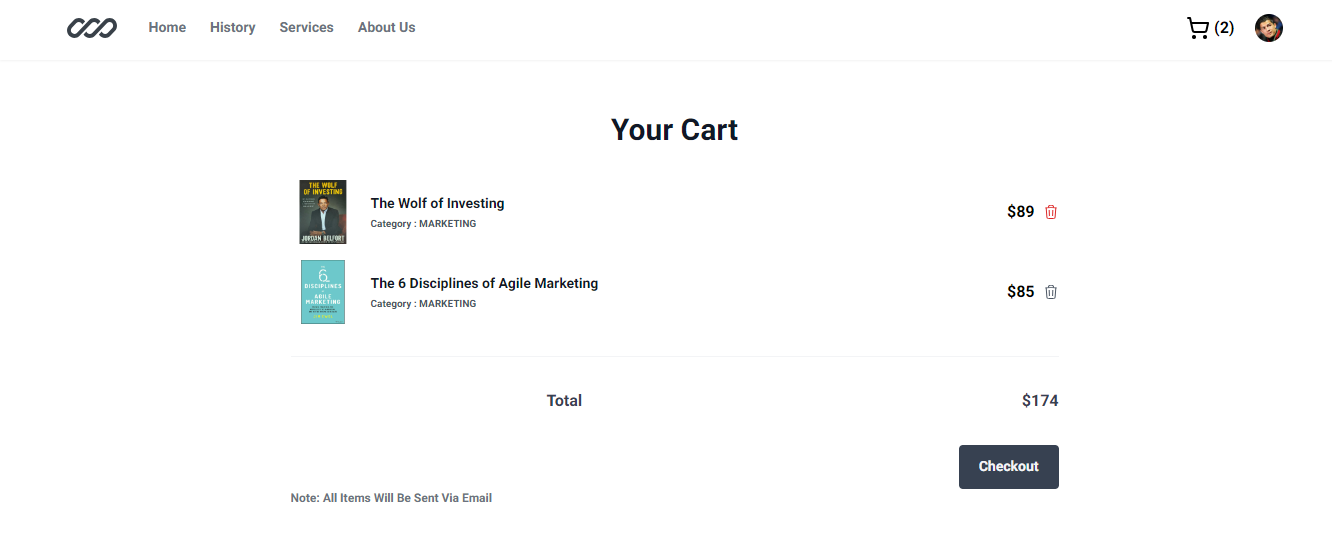 Home History Services About Us (2)
Your Cart
THE WOLF
OF INVESTING
JORDAN BELFORT
The Wolf of Investing
Category : MARKETING
$89
6
DISCIPLINES
AGILE
MARKETING
The 6 Disciplines of Agile Marketing
Category : MARKETING
$85
Total $174
Checkout
Note: All Items Will Be Sent Via Email